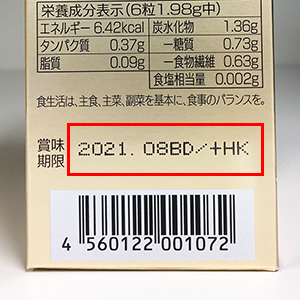 栄養成分表示(6粒1.98g中)
エネルギー 6.42kcal 炭水化物 1.36g
タンパク質 0.37g ー糖質 0.73g
脂質 0.09g ー食物繊維 0.63g
食塩相当量 0.002g
食生活は、主食、主菜、副菜を基本に、食事のバランスを。
賞味期限 2021.08BD/+HK
4 560122 001072